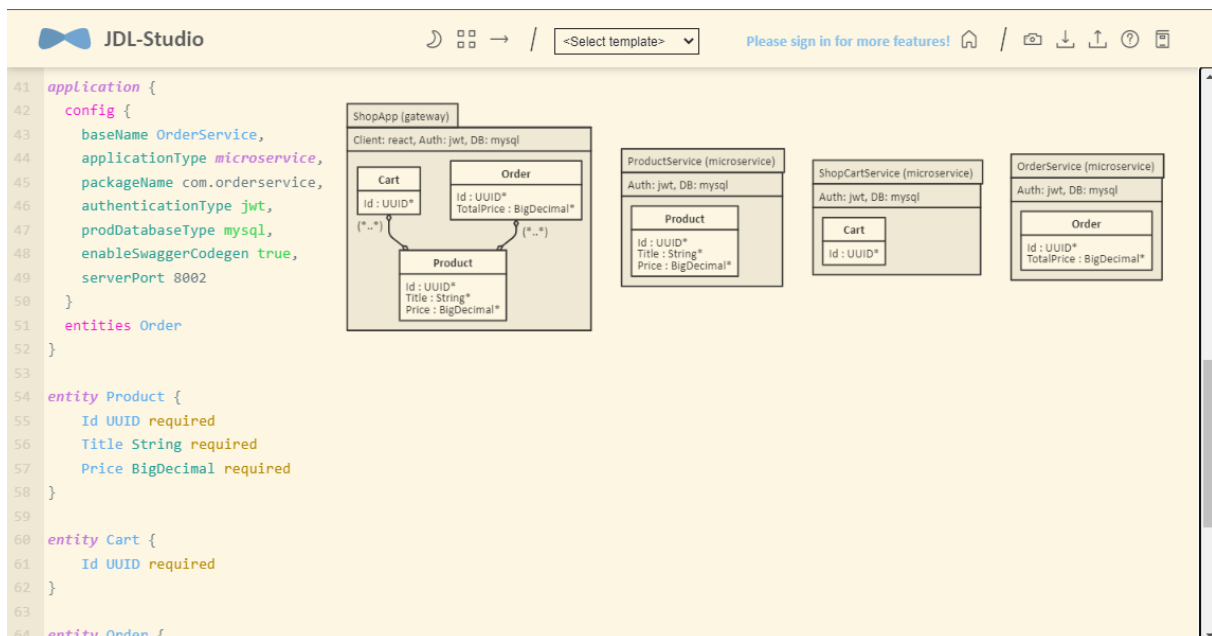 JDL-Studio
<Select template>
Please sign in for more features!
41 application {
42 config {
43 baseName OrderService,
44 applicationType microservice,
45 packageName com.orderservice,
46 authenticationType jwt,
47 prodDatabaseType mysql,
48 enableSwaggerCodegen true,
49 serverPort 8002
50 }
51 entities Order
52 }
53
54 entity Product {
55 Id UUID required
56 Title String required
57 Price BigDecimal required
58 }
59
60 entity Cart {
61 Id UUID required
62 }
63
64 entity Order {
ShopApp (gateway)
Client: react, Auth: jwt, DB: mysql
Cart
Id : UUID*
Order
Id : UUID*
TotalPrice : BigDecimal*
(*..*)
(*..*)
Product
Id : UUID*
Title : String*
Price : BigDecimal*
ProductService (microservice)
Auth: jwt, DB: mysql
Product
Id : UUID*
Title : String*
Price : BigDecimal*
ShopCartService (microservice)
Auth: jwt, DB: mysql
Cart
Id : UUID*
OrderService (microservice)
Auth: jwt, DB: mysql
Order
Id : UUID*
TotalPrice : BigDecimal*